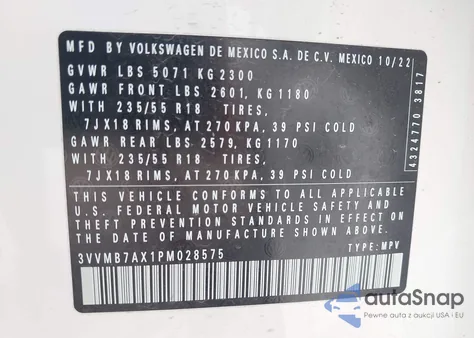 MFD BY VOLKSWAGEN DE MEXICO S.A. DE C.V. MEXICO 10/22
GVWR LBS 5071 KG 2300
GAWR FRONT LBS 2601, KG 1180
WITH 235/55 R18 TIRES,
7JX18 RIMS, AT 270 KPA, 39 PSI COLD
GAWR REAR LBS 2579, KG 1170
WITH 235/55 R18 TIRES,
7JX18 RIMS, AT 270 KPA, 39 PSI COLD
THIS VEHICLE CONFORMS TO ALL APPLICABLE
U.S. FEDERAL MOTOR VEHICLE SAFETY AND
THEFT PREVENTION STANDARDS IN EFFECT ON THE
DATE OF MANUFACTURE SHOWN ABOVE.
3VVMB7AX1PM028575 TYPE: MPV
4324770 3817
autoSnap
Pewne auta z aukcji USA i EU